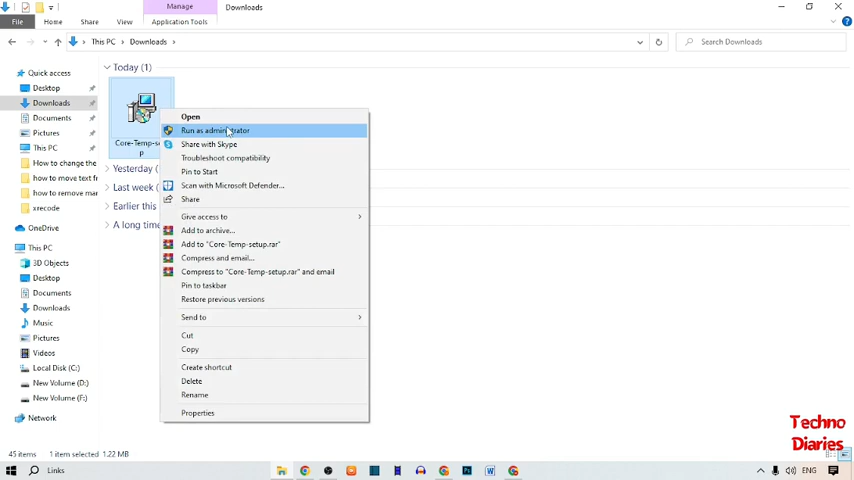 Manage
Downloads
File
Home
Share
View
Application Tools
This PC
Downloads
Search Downloads
Quick access
Desktop
Downloads
Documents
Pictures
This PC
How to change the
how to move text f
how to remove mar
xrecode
OneDrive
This PC
3D Objects
Desktop
Documents
Downloads
Music
Pictures
Videos
Local Disk (C:)
New Volume (D:)
New Volume (F:)
Network
Today (1)
Core-Temp-se
p
Yesterday
Last week
Earlier this
A long time
Open
Run as administrator
Share with Skype
Troubleshoot compatibility
Pin to Start
Scan with Microsoft Defender...
Share
Give access to
Add to archive...
Add to "Core-Temp-setup.rar"
Compress and email...
Compress to "Core-Temp-setup.rar" and email
Pin to taskbar
Restore previous versions
Send to
Cut
Copy
Create shortcut
Delete
Rename
Properties
Techno
Diaries
45 items
1 item selected 1.22 MB
Links
ENG